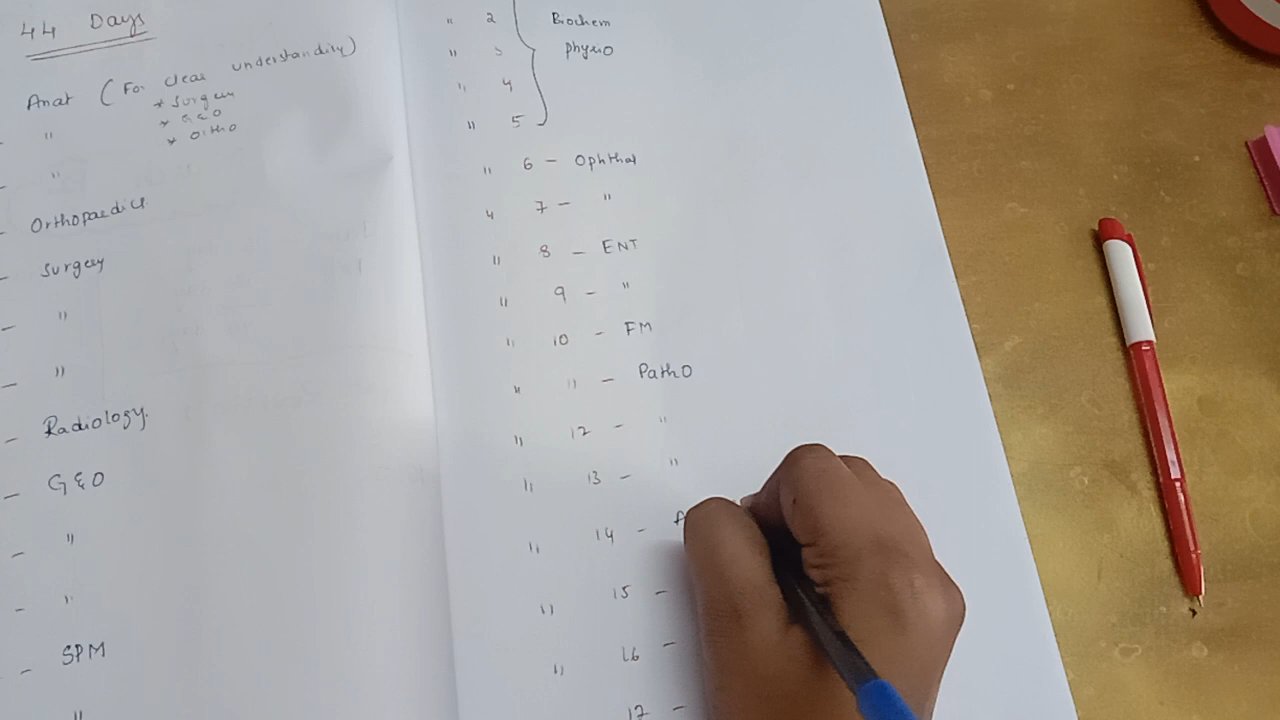 44 Days
Anat (For clear understanding)
* Surgery
" * G&O
* Ortho
"
- Orthopaedics
- Surgery
- "
- "
- Radiology.
- G&O
- "
- "
- SPM
"
" 2 Biochem
" 3 physio
" 4
" 5
" 6 - Ophthal
" 7 - "
" 8 - ENT
" 9 - "
" 10 - FM
" 11 - Patho
" 12 - "
" 13 - "
" 14 -
" 15 -
" 16 -
17 -